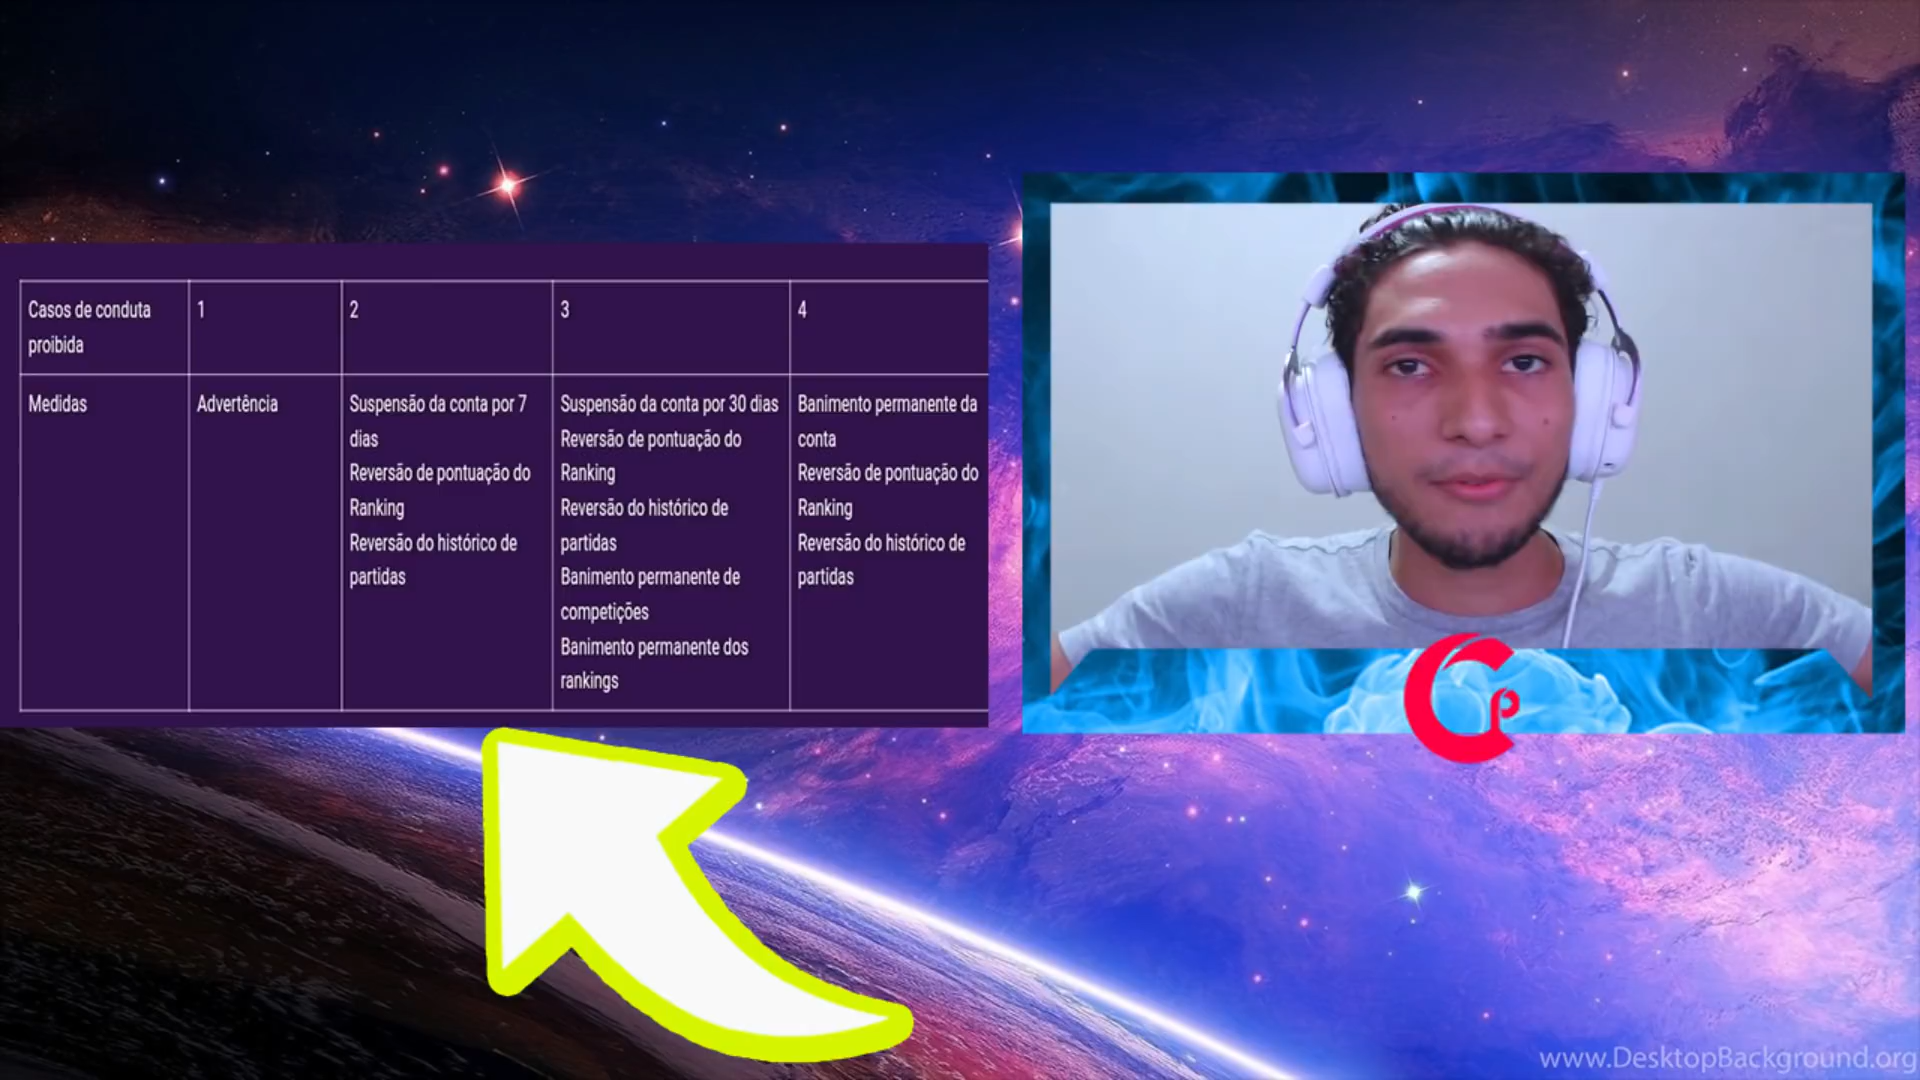 Casos de conduta
proibida
1
2
3
4
Medidas
Advertência
Suspensão da conta por 7
dias
Reversão de pontuação do
Ranking
Reversão do histórico de
partidas
Suspensão da conta por 30 dias
Reversão de pontuação do
Ranking
Reversão do histórico de
partidas
Banimento permanente de
competições
Banimento permanente dos
rankings
Banimento permanente da
conta
Reversão de pontuação do
Ranking
Reversão do histórico de
partidas
CP
www.DesktopBackground.org